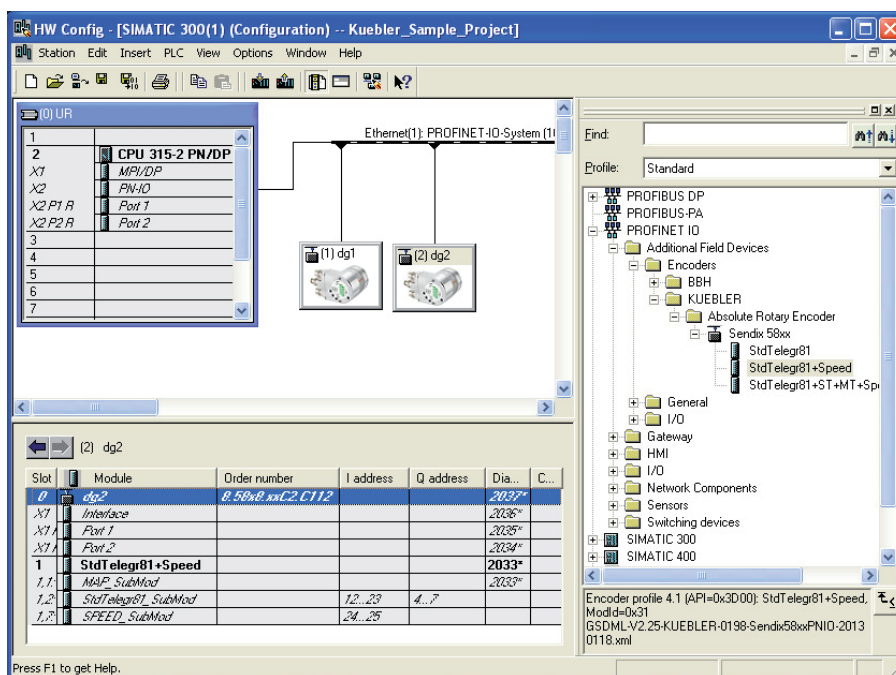 HW Config - [SIMATIC 300(1) (Configuration) -- Kuebler_Sample_Project]
Station Edit Insert PLC View Options Window Help
(0) UR
1
2 CPU 315-2 PN/DP
X1 MPI/DP
X2 PN-IO
X2 P1 R Port 1
X2 P2 R Port 2
3
4
5
6
7
Ethernet(1): PROFINET-IO-System (10
(1) dg1
(2) dg2
Find:
Profile: Standard
PROFIBUS DP
PROFIBUS-PA
PROFINET IO
Additional Field Devices
Encoders
BBH
KUEBLER
Absolute Rotary Encoder
Sendix 58xx
StdTelegr81
StdTelegr81+Speed
StdTelegr81+ST+MT+Sp
General
I/O
Gateway
HMI
I/O
Network Components
Sensors
Switching devices
SIMATIC 300
SIMATIC 400
Encoder profile 4.1 (API=0x3D00): StdTelegr81+Speed,
ModId=0x31
GSDML-V2.25-KUEBLER-0198-Sendix58xxPNIO-2013
0118.xml
(2) dg2
Slot Module Order number I address Q address Dia... C...
0 dg2 8.58x8.xxC2.C112 2037*
X1 Interface 2036*
X1 Port 1 2035*
X1 Port 2 2034*
1 StdTelegr81+Speed 2033*
1,1: MAP_SubMod 2033*
1,2: StdTelegr81_SubMod 12...23 4...7
1,7: SPEED_SubMod 24...25
Press F1 to get Help.